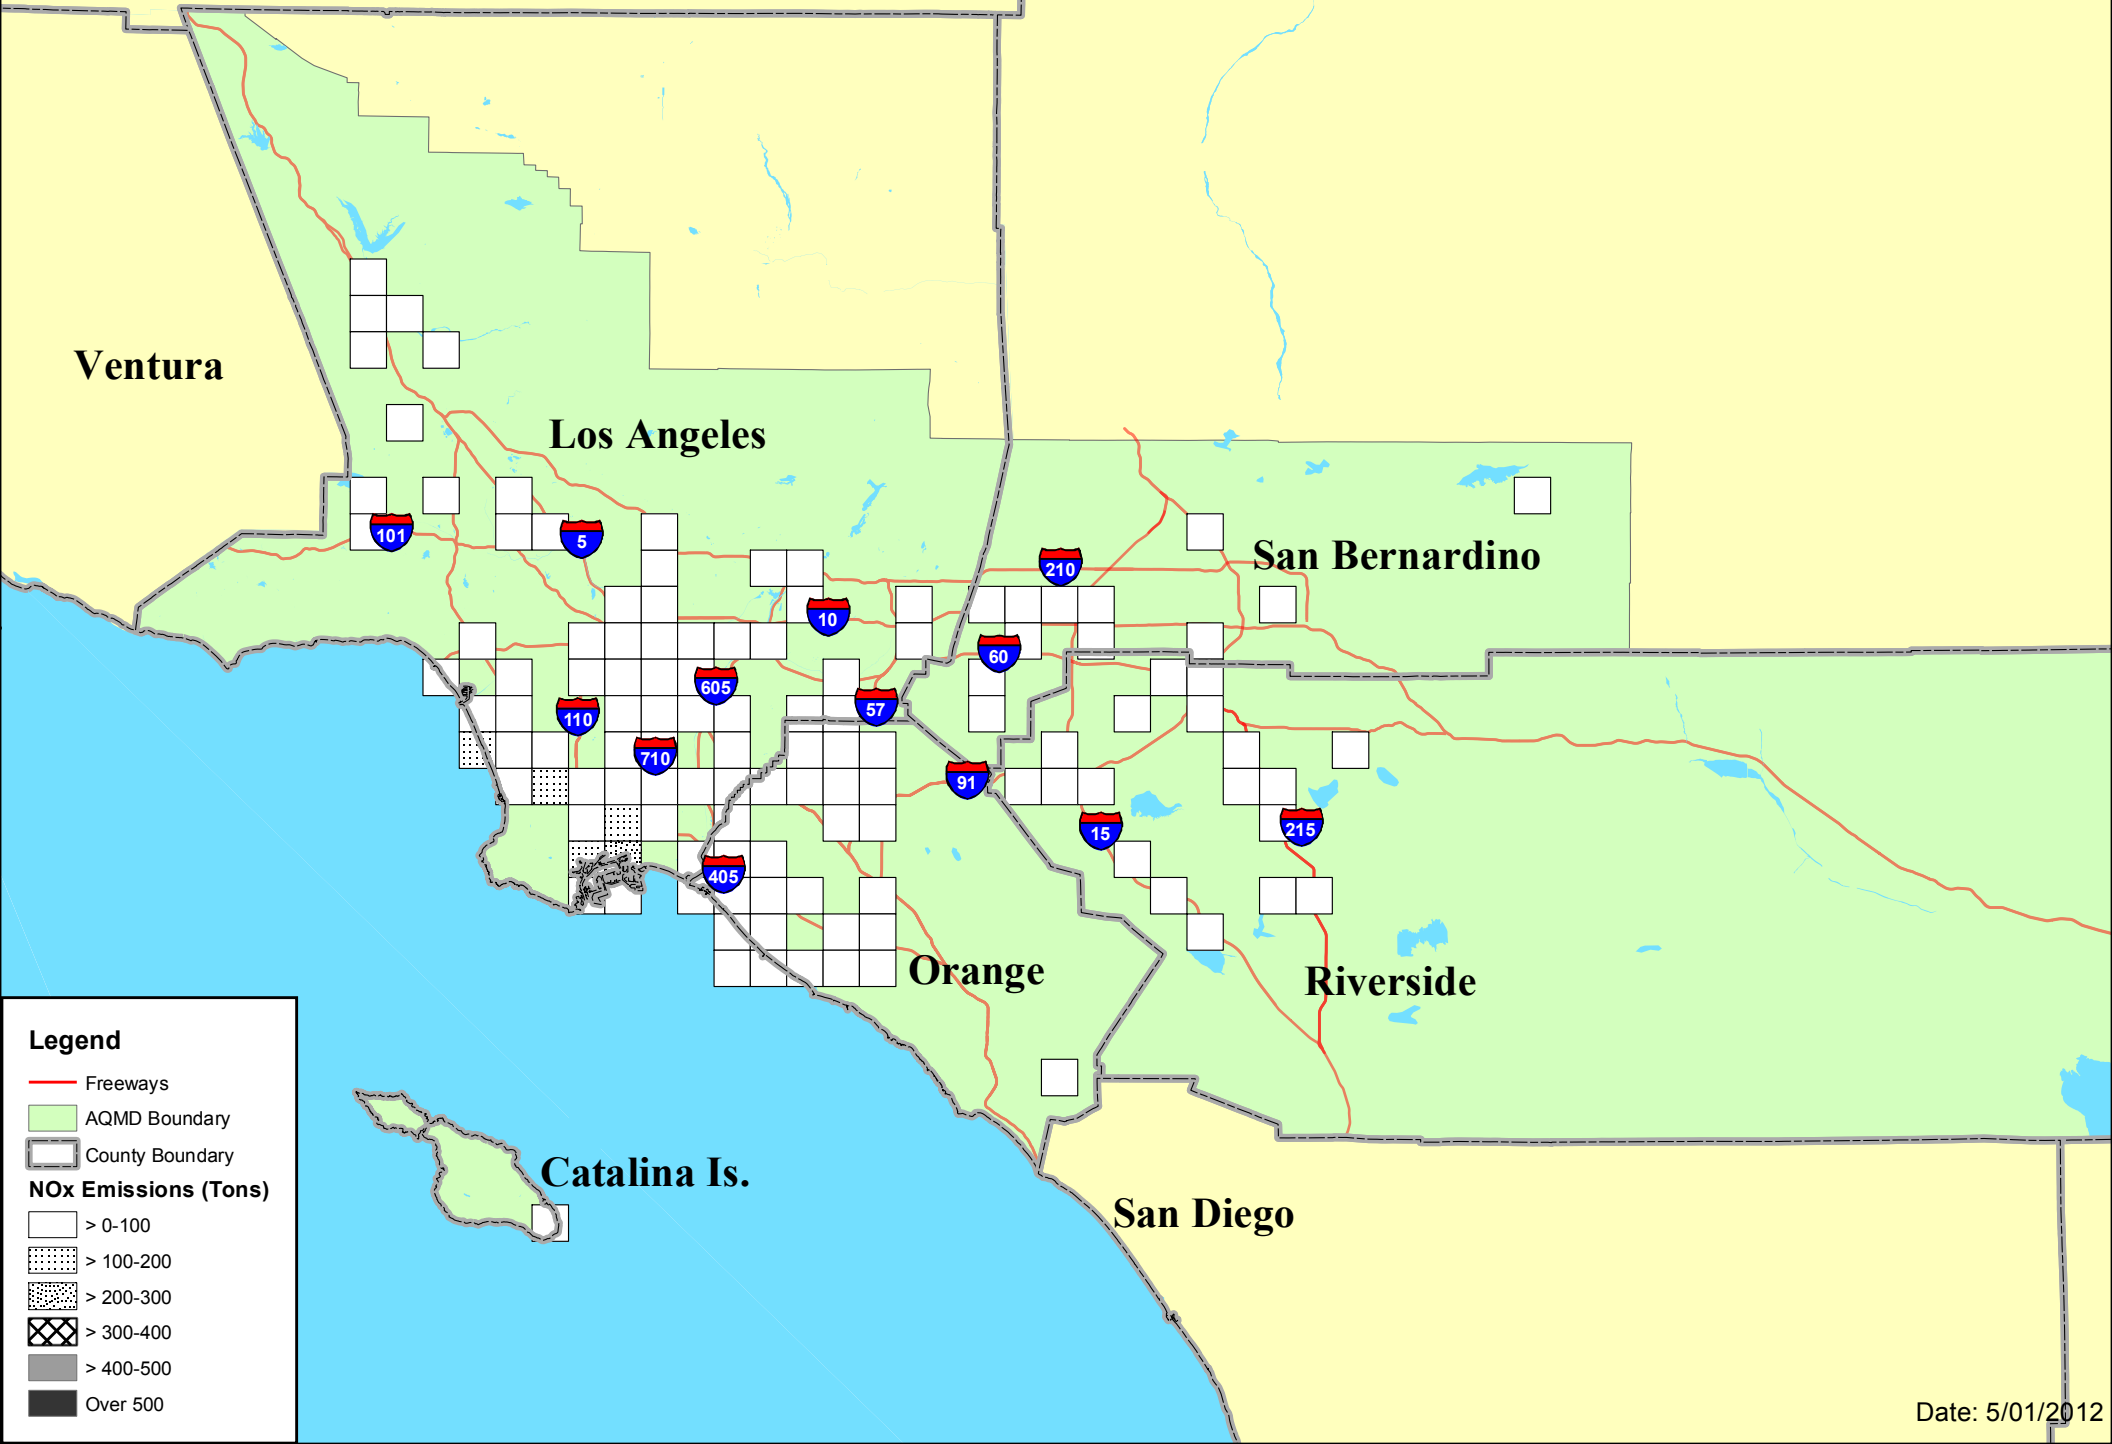 Ventura
Los Angeles
101
5
210
San Bernardino
10
60
605
57
110
710
91
15
215
405
Orange
Riverside
Legend
Freeways
AQMD Boundary
County Boundary
NOx Emissions (Tons)
> 0-100
> 100-200
> 200-300
> 300-400
> 400-500
Over 500
Catalina Is.
San Diego
Date: 5/01/2012